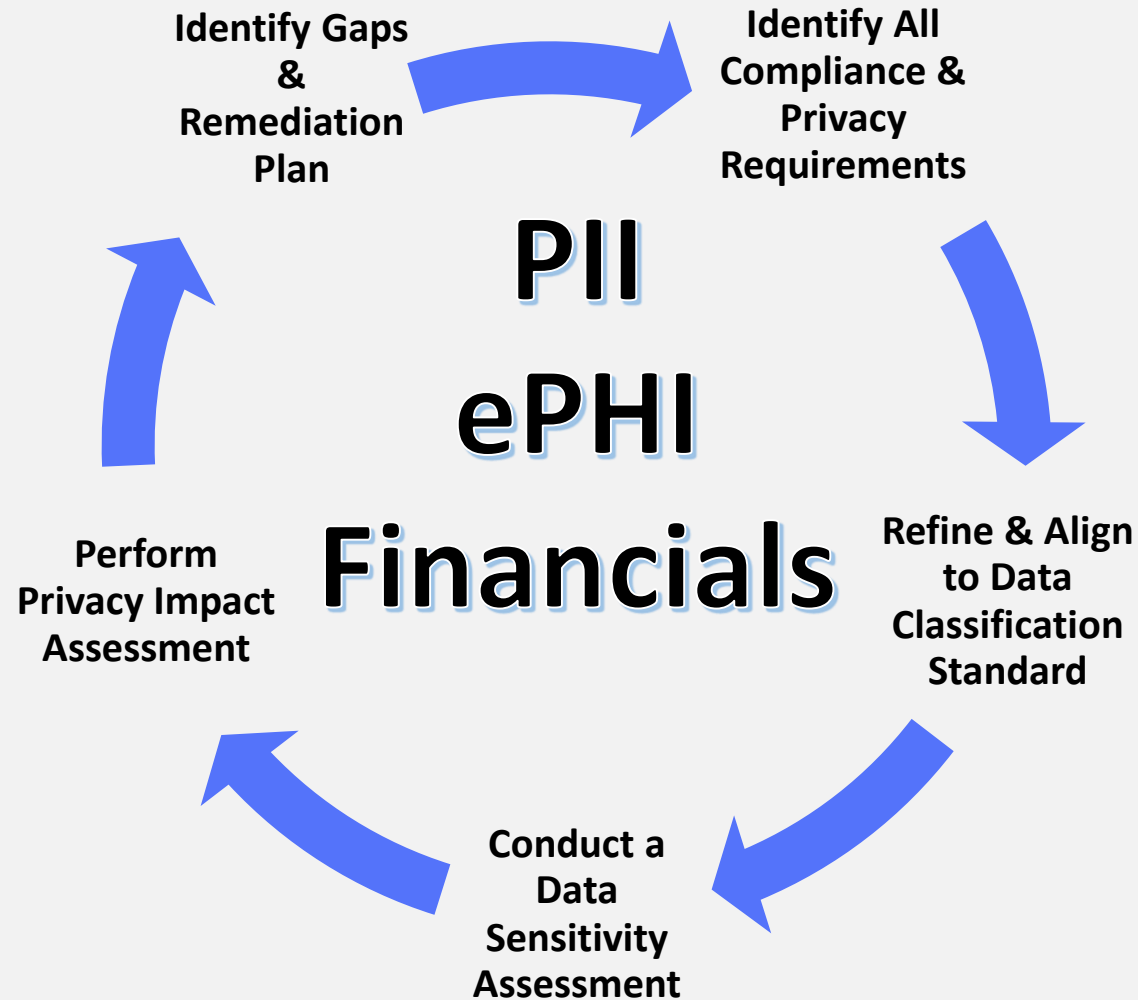 Identify Gaps
&
Remediation
Plan
Identify All
Compliance &
Privacy
Requirements
PII
ePHI
Financials
Refine & Align
to Data
Classification
Standard
Conduct a
Data
Sensitivity
Assessment
Perform
Privacy Impact
Assessment